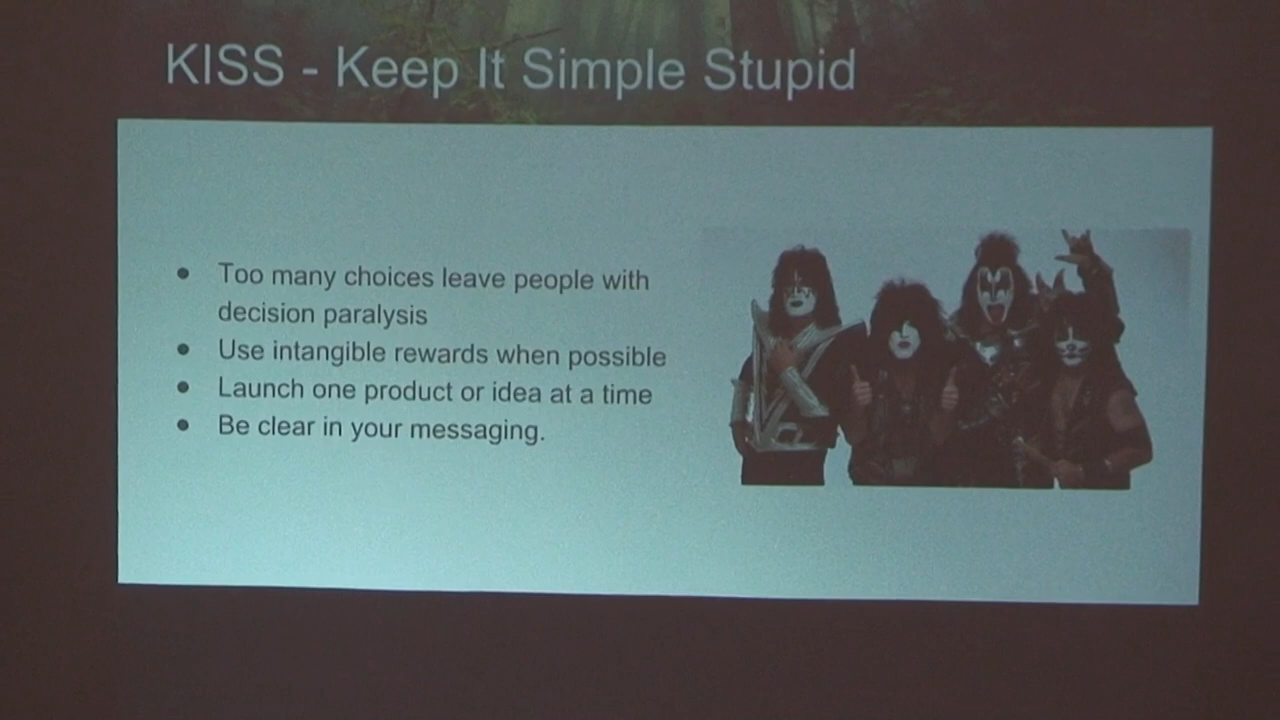 KISS - Keep It Simple Stupid
● Too many choices leave people with
decision paralysis
● Use intangible rewards when possible
● Launch one product or idea at a time
● Be clear in your messaging.